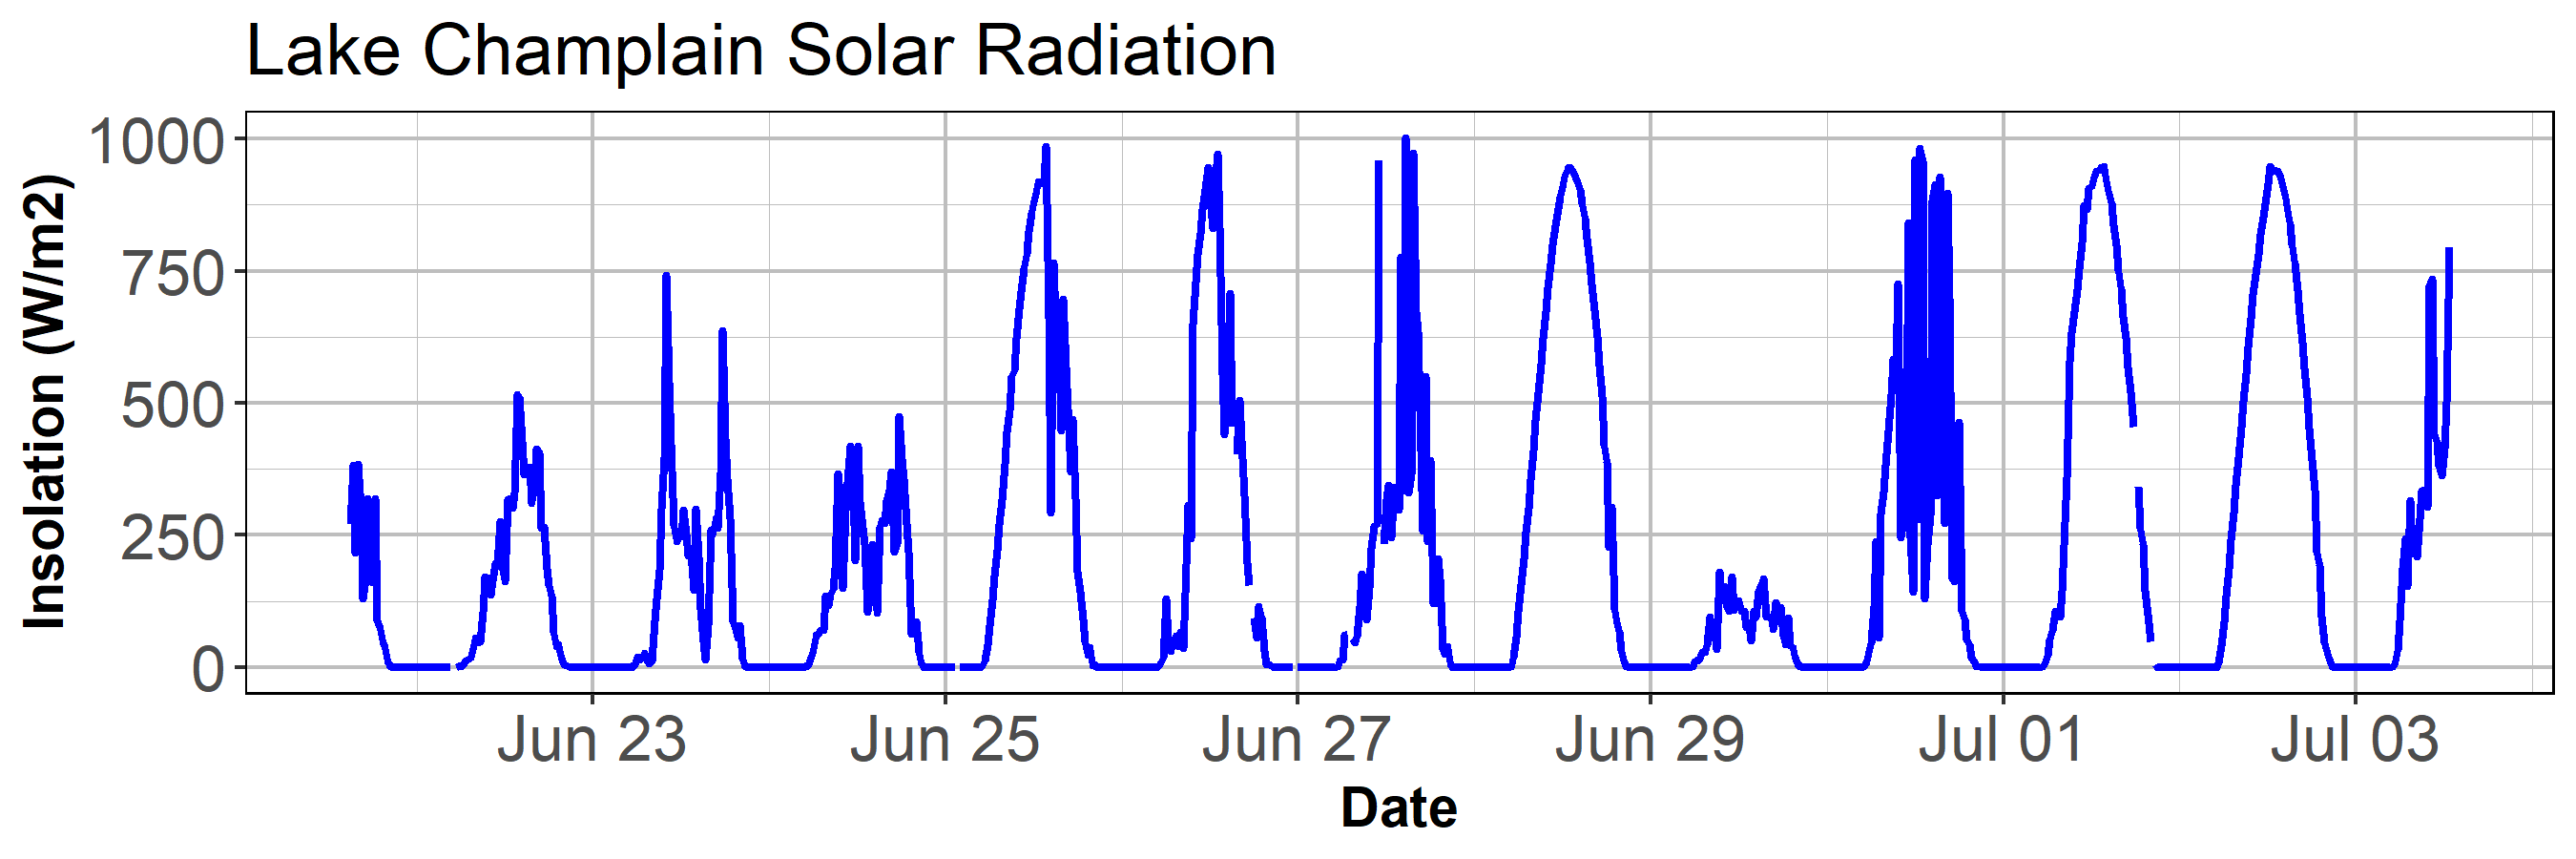 Lake Champlain Solar Radiation
1000
750
500
250
0
Insolation (W/m2)
Jun 23 Jun 25 Jun 27 Jun 29 Jul 01 Jul 03
Date